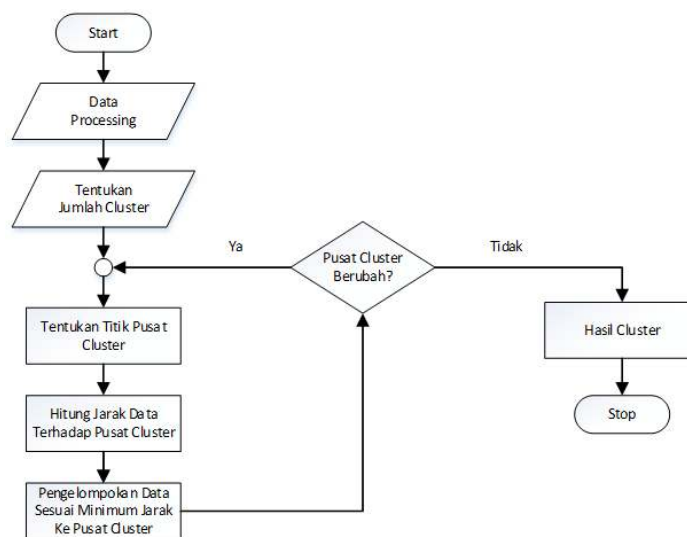 Start
Data
Processing
Tentukan
Jumlah Cluster
Tentukan Titik Pusat
Cluster
Hitung Jarak Data
Terhadap Pusat Cluster
Pengelompokan Data
Sesuai Minimum Jarak
Ke Pusat Cluster
Ya
Pusat Cluster
Berubah?
Tidak
Hasil Cluster
Stop